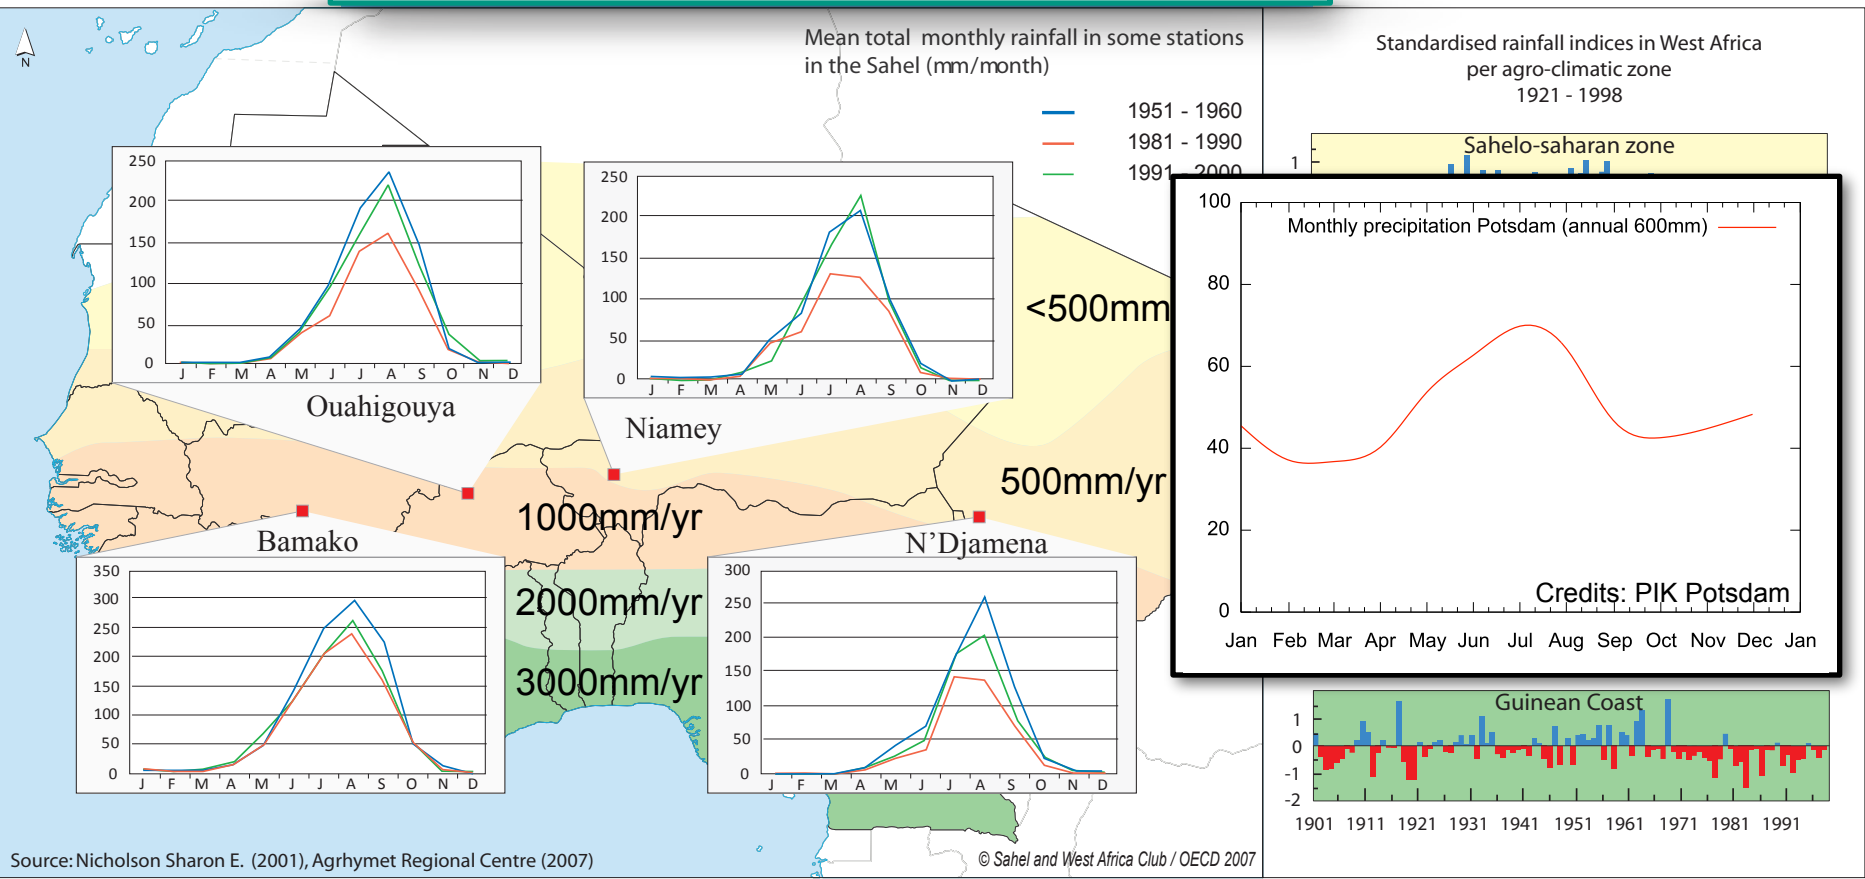 N
Mean total monthly rainfall in some stations
in the Sahel (mm/month)
1951 - 1960
1981 - 1990
1991 - 2000
Standardised rainfall indices in West Africa
per agro-climatic zone
1921 - 1998
Sahelo-saharan zone
1
250
200
150
100
50
0
J F M A M J J A S O N D
Ouahigouya
250
200
150
100
50
0
J F M A M J J A S O N D
Niamey
<500mm
500mm/yr
1000mm/yr
2000mm/yr
3000mm/yr
Bamako
350
300
250
200
150
100
50
0
J F M A M J J A S O N D
N’Djamena
300
250
200
150
100
50
0
J F M A M J J A S O N D
100
80
60
40
20
0
Monthly precipitation Potsdam (annual 600mm)
Credits: PIK Potsdam
Jan Feb Mar Apr May Jun Jul Aug Sep Oct Nov Dec Jan
Guinean Coast
1
0
-1
-2
1901 1911 1921 1931 1941 1951 1961 1971 1981 1991
Source: Nicholson Sharon E. (2001), Agrhymet Regional Centre (2007)
© Sahel and West Africa Club / OECD 2007